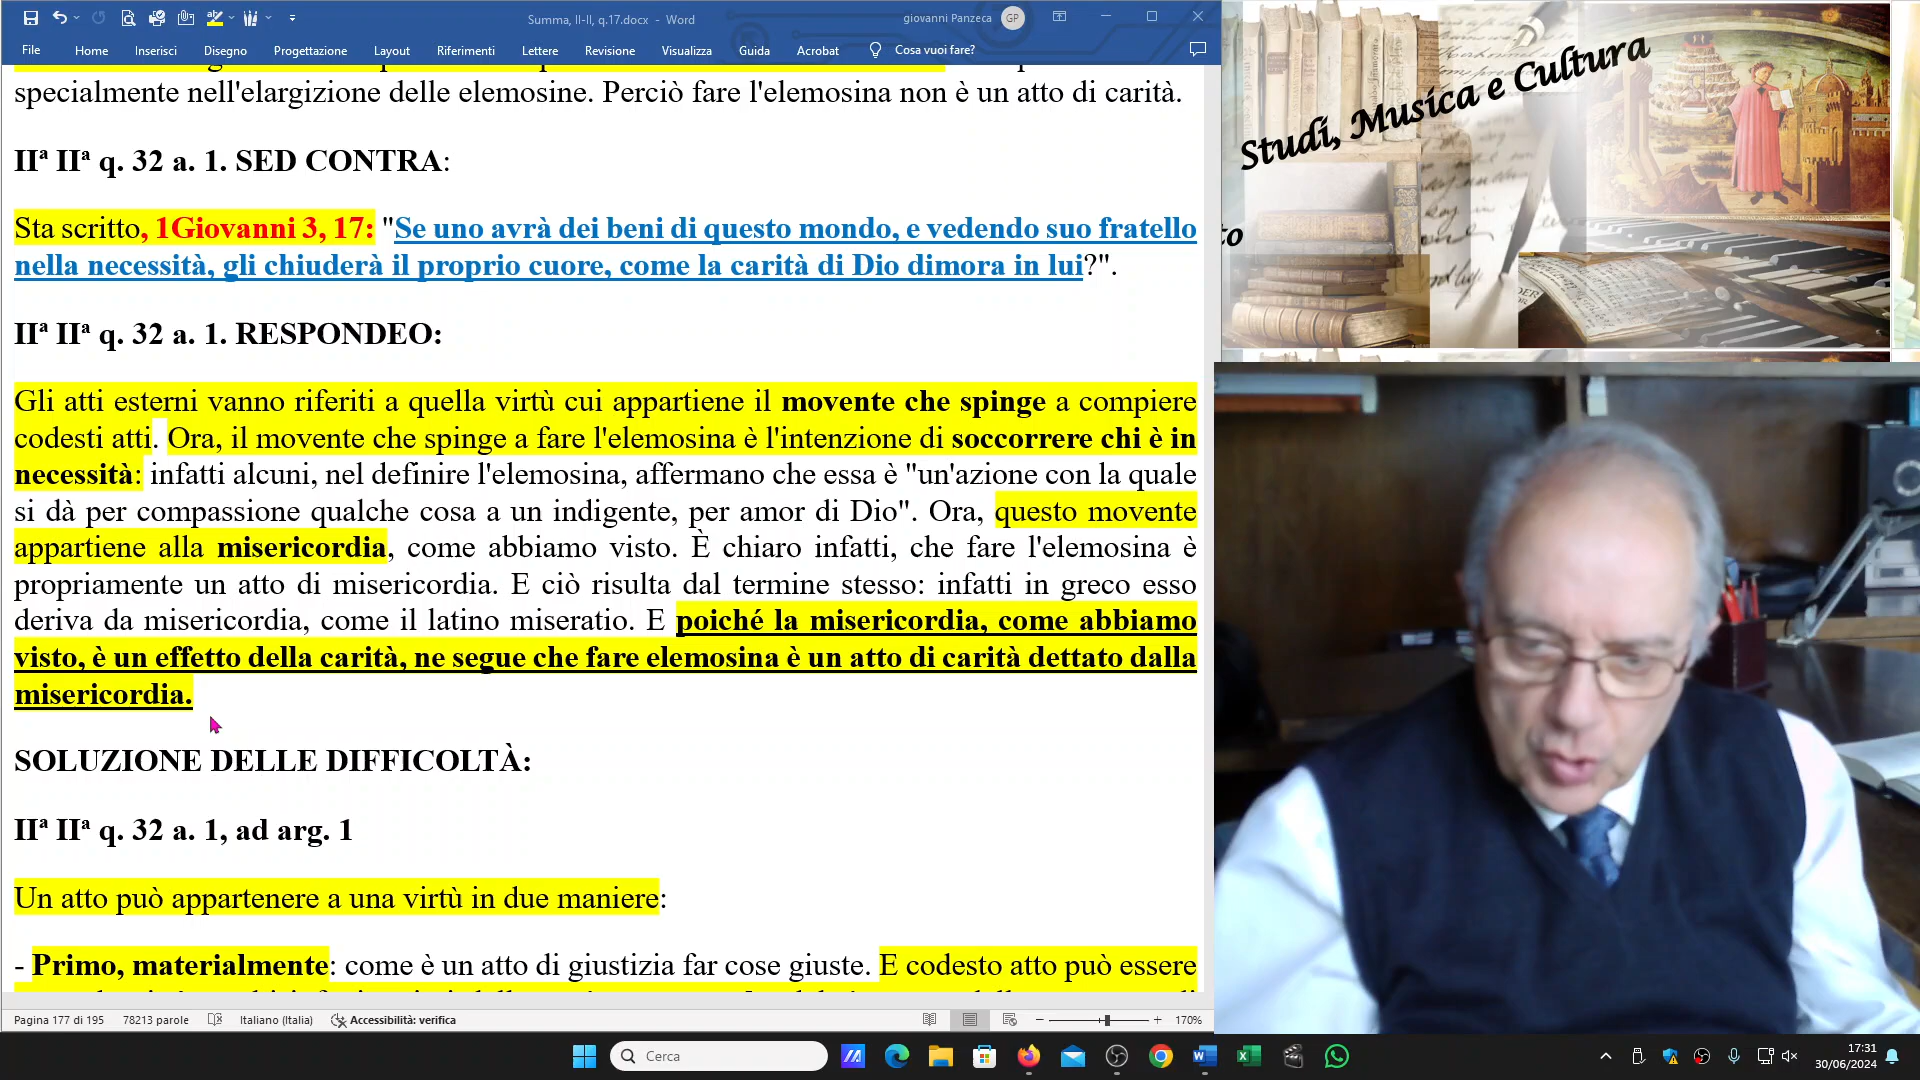 Summa, II-II, q.17.docx - Word
giovanni Panzeca
GP
File Home Inserisci Disegno Progettazione Layout Riferimenti Lettere Revisione Visualizza Guida Acrobat Cosa vuoi fare?
specialmente nell'elargizione delle elemosine. Perciò fare l'elemosina non è un atto di carità.
IIª IIª q. 32 a. 1. SED CONTRA:
Sta scritto, 1Giovanni 3, 17: "Se uno avrà dei beni di questo mondo, e vedendo suo fratello
nella necessità, gli chiuderà il proprio cuore, come la carità di Dio dimora in lui?".
IIª IIª q. 32 a. 1. RESPONDEO:
Gli atti esterni vanno riferiti a quella virtù cui appartiene il movente che spinge a compiere
codesti atti. Ora, il movente che spinge a fare l'elemosina è l'intenzione di soccorrere chi è in
necessità: infatti alcuni, nel definire l'elemosina, affermano che essa è "un'azione con la quale
si dà per compassione qualche cosa a un indigente, per amor di Dio". Ora, questo movente
appartiene alla misericordia, come abbiamo visto. È chiaro infatti, che fare l'elemosina è
propriamente un atto di misericordia. E ciò risulta dal termine stesso: infatti in greco esso
deriva da misericordia, come il latino miseratio. E poiché la misericordia, come abbiamo
visto, è un effetto della carità, ne segue che fare elemosina è un atto di carità dettato dalla
misericordia.
SOLUZIONE DELLE DIFFICOLTÀ:
IIª IIª q. 32 a. 1, ad arg. 1
Un atto può appartenere a una virtù in due maniere:
- Primo, materialmente: come è un atto di giustizia far cose giuste. E codesto atto può essere
Pagina 177 di 195 78213 parole Italiano (Italia) Accessibilità: verifica 170%
Studi, Musica e Cultura
to
Cerca
17:31
30/06/2024